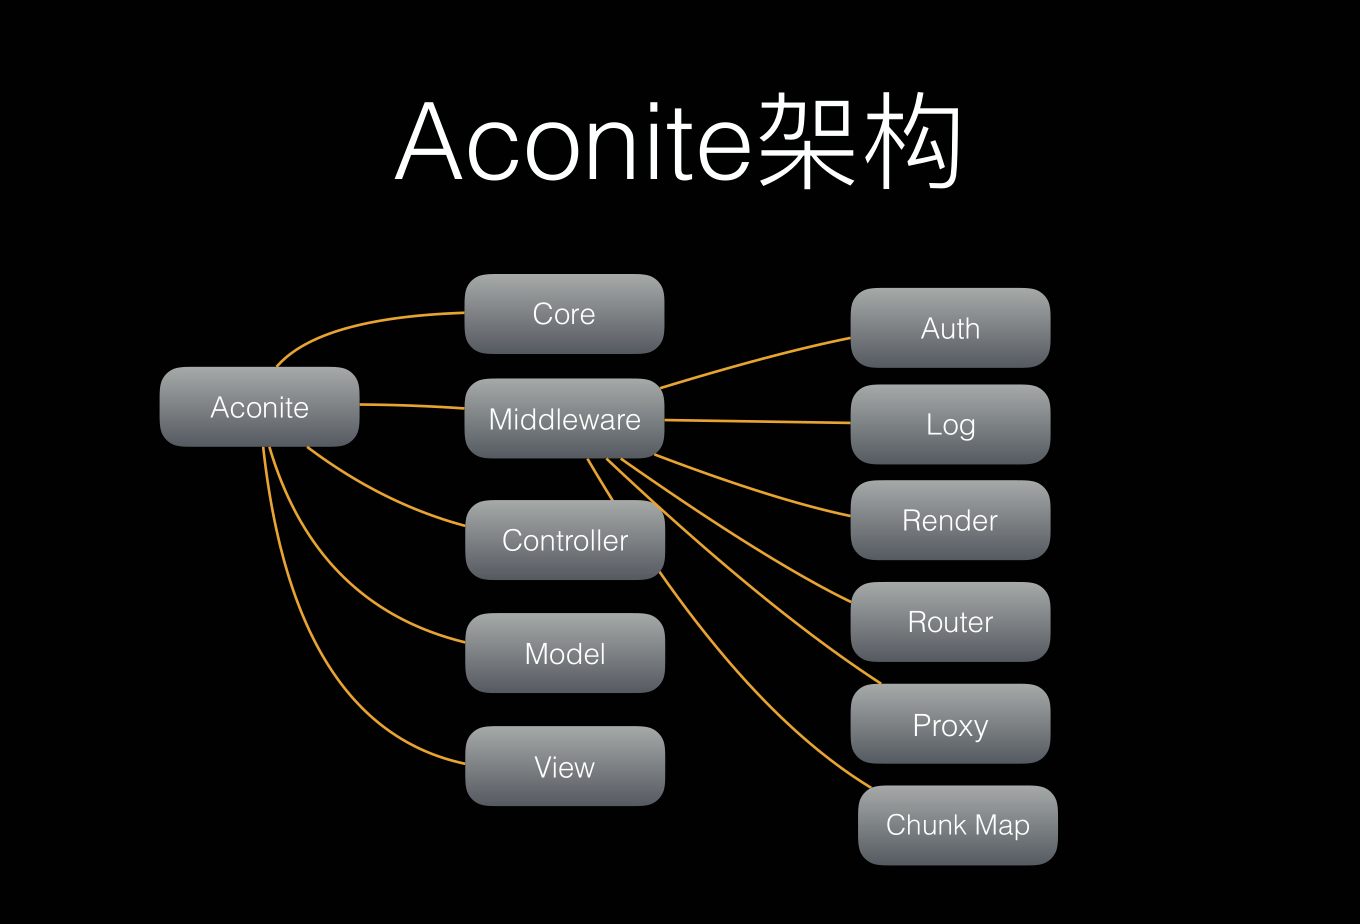 Aconite架构
Aconite
Core
Middleware
Controller
Model
View
Auth
Log
Render
Router
Proxy
Chunk Map